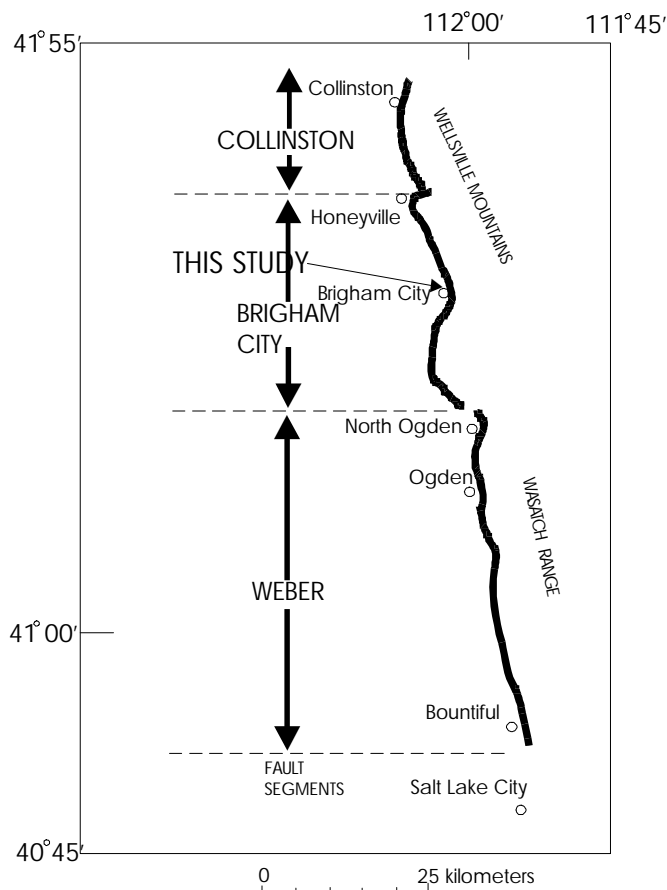 112°00′ 111°45′
41°55′
Collinston
COLLINSTON
WELLSVILLE MOUNTAINS
Honeyville
THIS STUDY
Brigham City
BRIGHAM
CITY
North Ogden
Ogden
WASATCH RANGE
WEBER
41°00′
Bountiful
FAULT
SEGMENTS
Salt Lake City
40°45′
0 25 kilometers